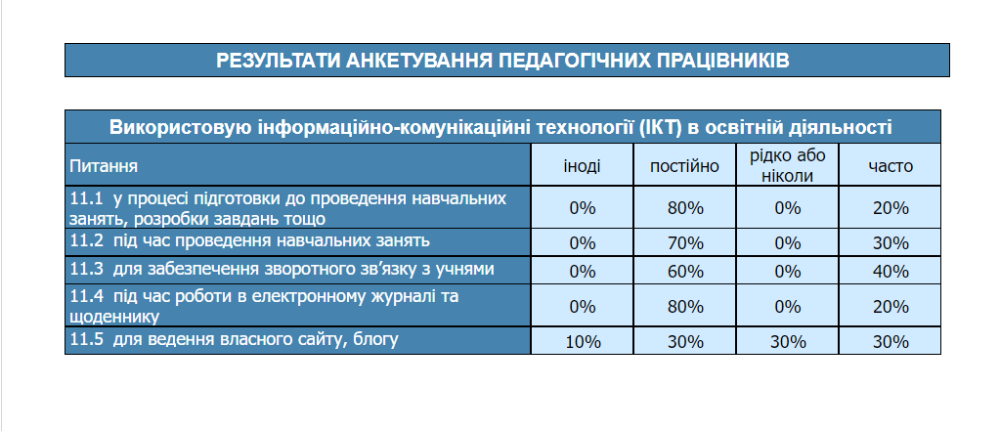 РЕЗУЛЬТАТИ АНКЕТУВАННЯ ПЕДАГОГІЧНИХ ПРАЦІВНИКІВ
Використовую інформаційно-комунікаційні технології (ІКТ) в освітній діяльності
Питання іноді постійно рідко або ніколи часто
11.1 у процесі підготовки до проведення навчальних
занять, розробки завдань тощо 0% 80% 0% 20%
11.2 під час проведення навчальних занять 0% 70% 0% 30%
11.3 для забезпечення зворотного зв’язку з учнями 0% 60% 0% 40%
11.4 під час роботи в електронному журналі та
щоденнику 0% 80% 0% 20%
11.5 для ведення власного сайту, блогу 10% 30% 30% 30%